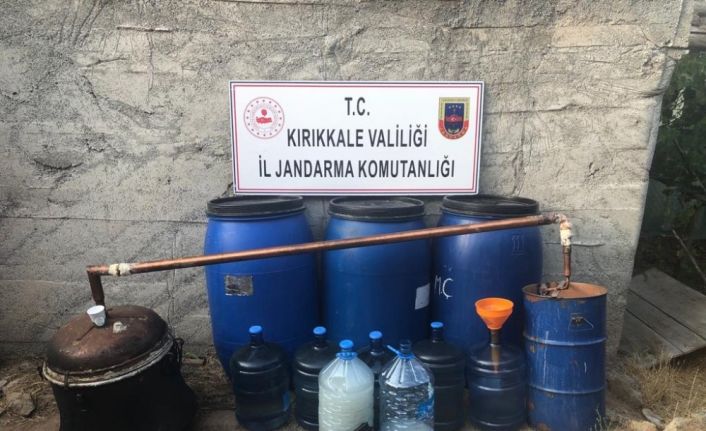 T.C.
KIRIKKALE VALİLİĞİ
İL JANDARMA KOMUTANLIĞI
M.Ç